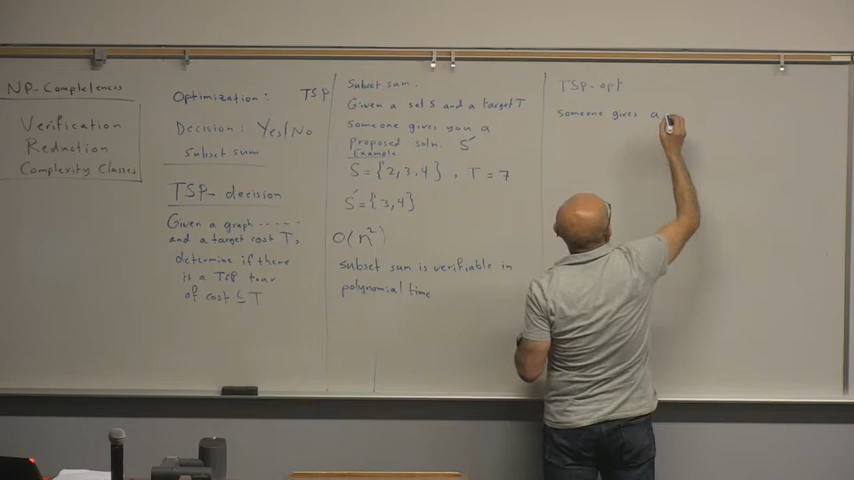 NP-Completeness
Verification
Reduction
Complexity Classes
Optimization: TSP
Decision: Yes/No
Subset sum
TSP-decision
Given a graph -----
and a target cost T,
determine if there
is a TSP tour
of cost ≤ T
Subset sum.
Given a set S and a target T
Someone gives you a
proposed soln. S'
Example
S = {2,3,4}, T = 7
S' = {3,4}
O(n²)
subset sum is verifiable in
polynomial time
TSP-opt
Someone gives a